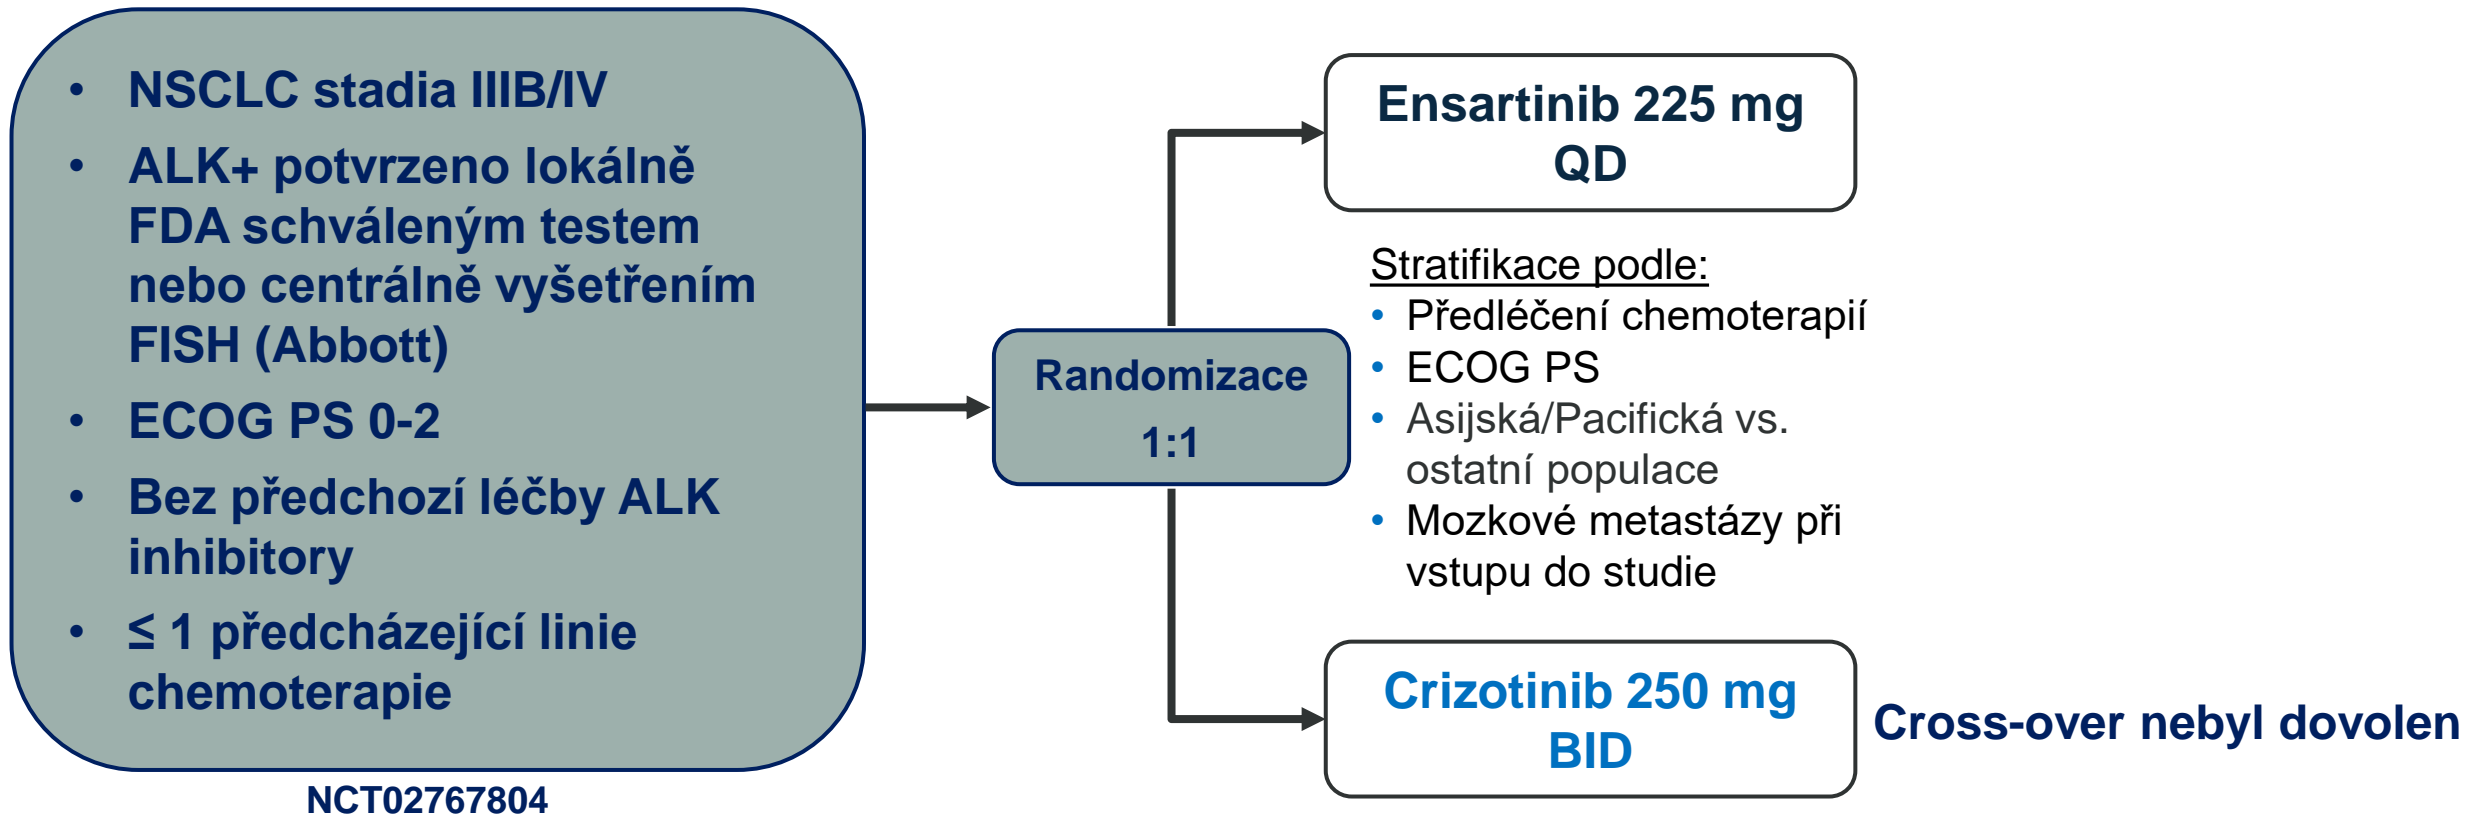 • NSCLC stadia IIIB/IV
• ALK+ potvrzeno lokálně
FDA schváleným testem
nebo centrálně vyšetřením
FISH (Abbott)
• ECOG PS 0-2
• Bez předchozí léčby ALK
inhibitory
• ≤ 1 předcházející linie
chemoterapie
NCT02767804
Randomizace
1:1
Ensartinib 225 mg
QD
Stratifikace podle:
• Předléčení chemoterapií
• ECOG PS
• Asijská/Pacifická vs.
ostatní populace
• Mozkové metastázy při
vstupu do studie
Crizotinib 250 mg
BID
Cross-over nebyl dovolen